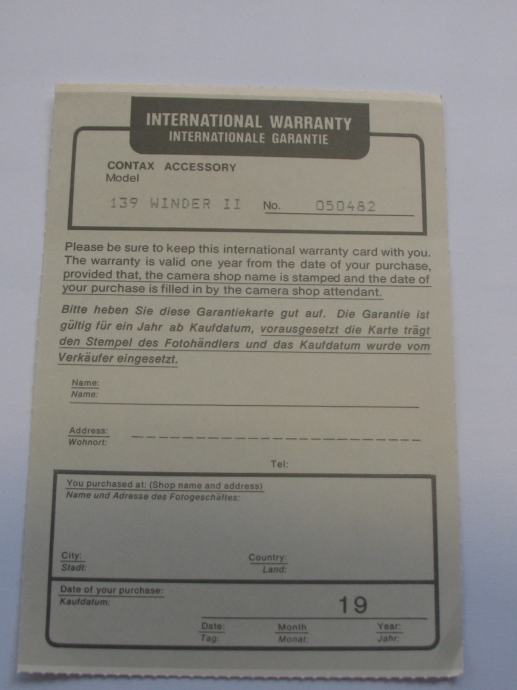 INTERNATIONAL WARRANTY
INTERNATIONALE GARANTIE
CONTAX ACCESSORY
Model
139 WINDER II No. 050482
Please be sure to keep this international warranty card with you.
The warranty is valid one year from the date of your purchase,
provided that, the camera shop name is stamped and the date of
your purchase is filled in by the camera shop attendant.
Bitte heben Sie diese Garantiekarte gut auf. Die Garantie ist
gültig für ein Jahr ab Kaufdatum, vorausgesetzt die Karte trägt
den Stempel des Fotohändlers und das Kaufdatum wurde vom
Verkäufer eingesetzt.
Name:
Name:
Address:
Wohnort:
Tel:
You purchased at: (Shop name and address)
Name und Adresse des Fotogeschäftes:
City: Country:
Stadt: Land:
Date of your purchase:
Kaufdatum:
19
Date: Month Year:
Tag: Monat: Jahr: